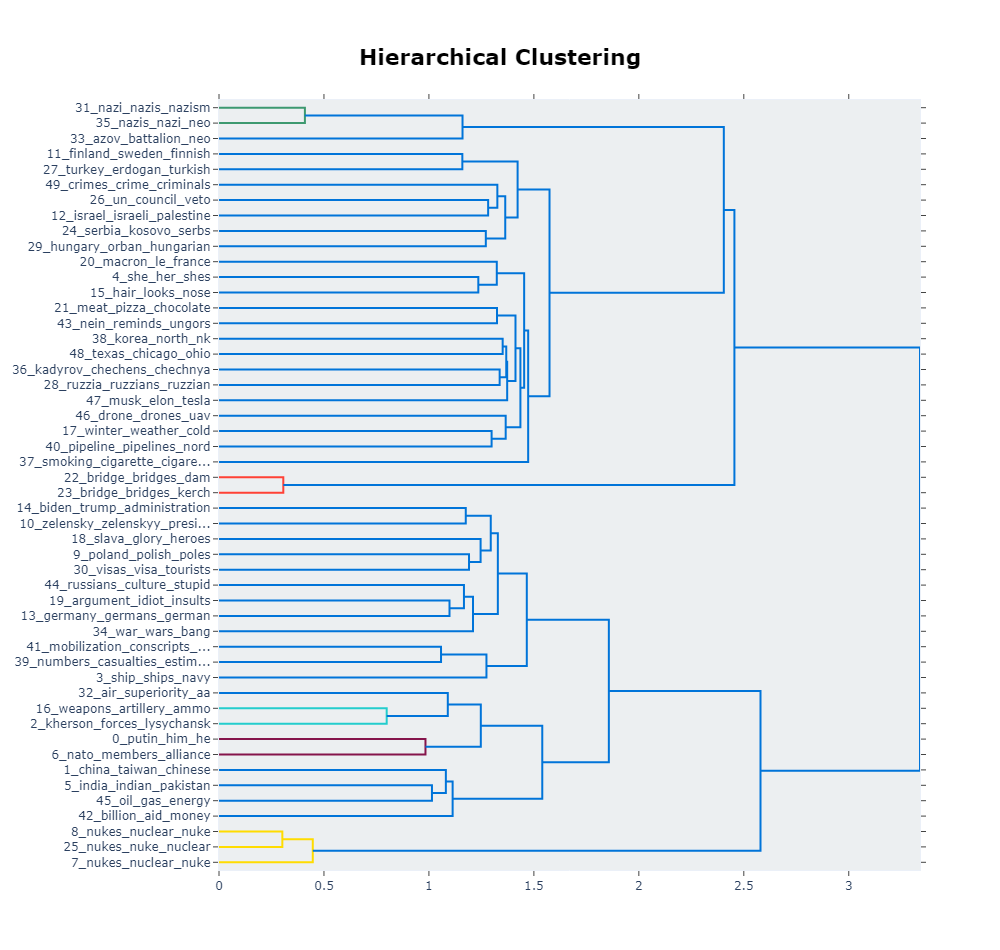 Hierarchical Clustering
31_nazi_nazis_nazism
35_nazis_nazi_neo
33_azov_battalion_neo
11_finland_sweden_finnish
27_turkey_erdogan_turkish
49_crimes_crime_criminals
26_un_council_veto
12_israel_israeli_palestine
24_serbia_kosovo_serbs
29_hungary_orban_hungarian
20_macron_le_france
4_she_her_shes
15_hair_looks_nose
21_meat_pizza_chocolate
43_nein_reminds_ungors
38_korea_north_nk
48_texas_chicago_ohio
36_kadyrov_chechens_chechnya
28_ruzzia_ruzzians_ruzzian
47_musk_elon_tesla
46_drone_drones_uav
17_winter_weather_cold
40_pipeline_pipelines_nord
37_smoking_cigarette_cigare...
22_bridge_bridges_dam
23_bridge_bridges_kerch
14_biden_trump_administration
10_zelensky_zelenskyy_presi...
18_slava_glory_heroes
9_poland_polish_poles
30_visas_visa_tourists
44_russians_culture_stupid
19_argument_idiot_insults
13_germany_germans_german
34_war_wars_bang
41_mobilization_conscripts_...
39_numbers_casualties_estim...
3_ship_ships_navy
32_air_superiority_aa
16_weapons_artillery_ammo
2_kherson_forces_lysychansk
0_putin_him_he
6_nato_members_alliance
1_china_taiwan_chinese
5_india_indian_pakistan
45_oil_gas_energy
42_billion_aid_money
8_nukes_nuclear_nuke
25_nukes_nuke_nuclear
7_nukes_nuclear_nuke
0 0.5 1 1.5 2 2.5 3